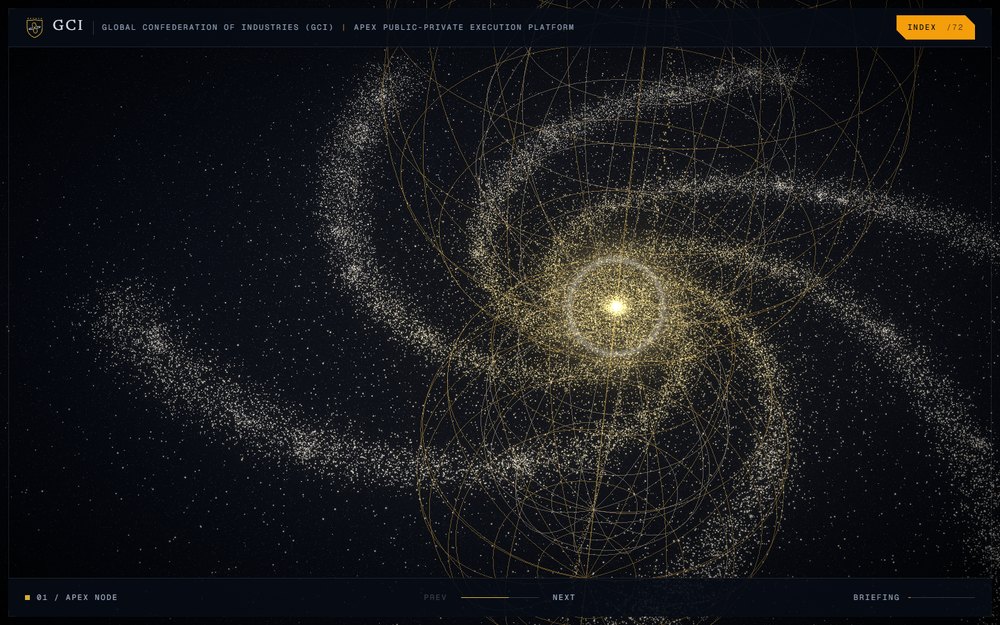 GCI
GLOBAL CONFEDERATION OF INDUSTRIES (GCI) | APEX PUBLIC-PRIVATE EXECUTION PLATFORM
INDEX /72
01 / APEX NODE
PREV
NEXT
BRIEFING